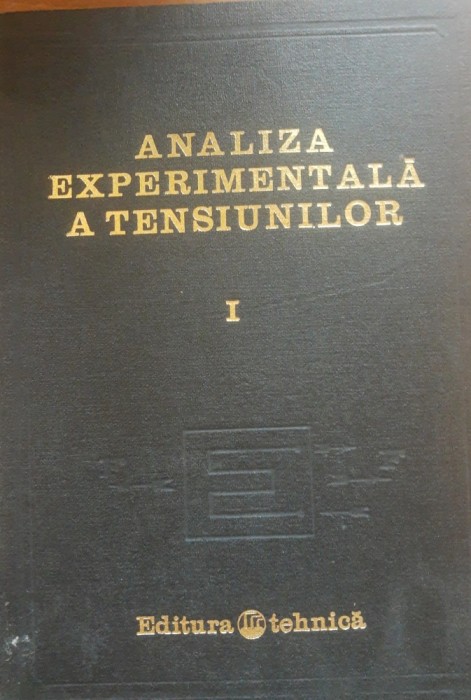 ANALIZA
EXPERIMENTALĂ
A TENSIUNILOR
I
Editura tehnică